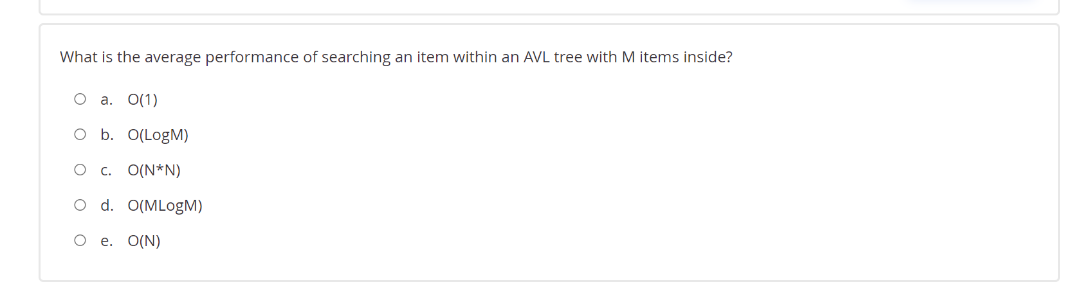 What is the average performance of searching an item within an AVL tree with M items inside?
a. O(1)
b. O(LogM)
c. O(N*N)
d. O(MLogM)
e. O(N)